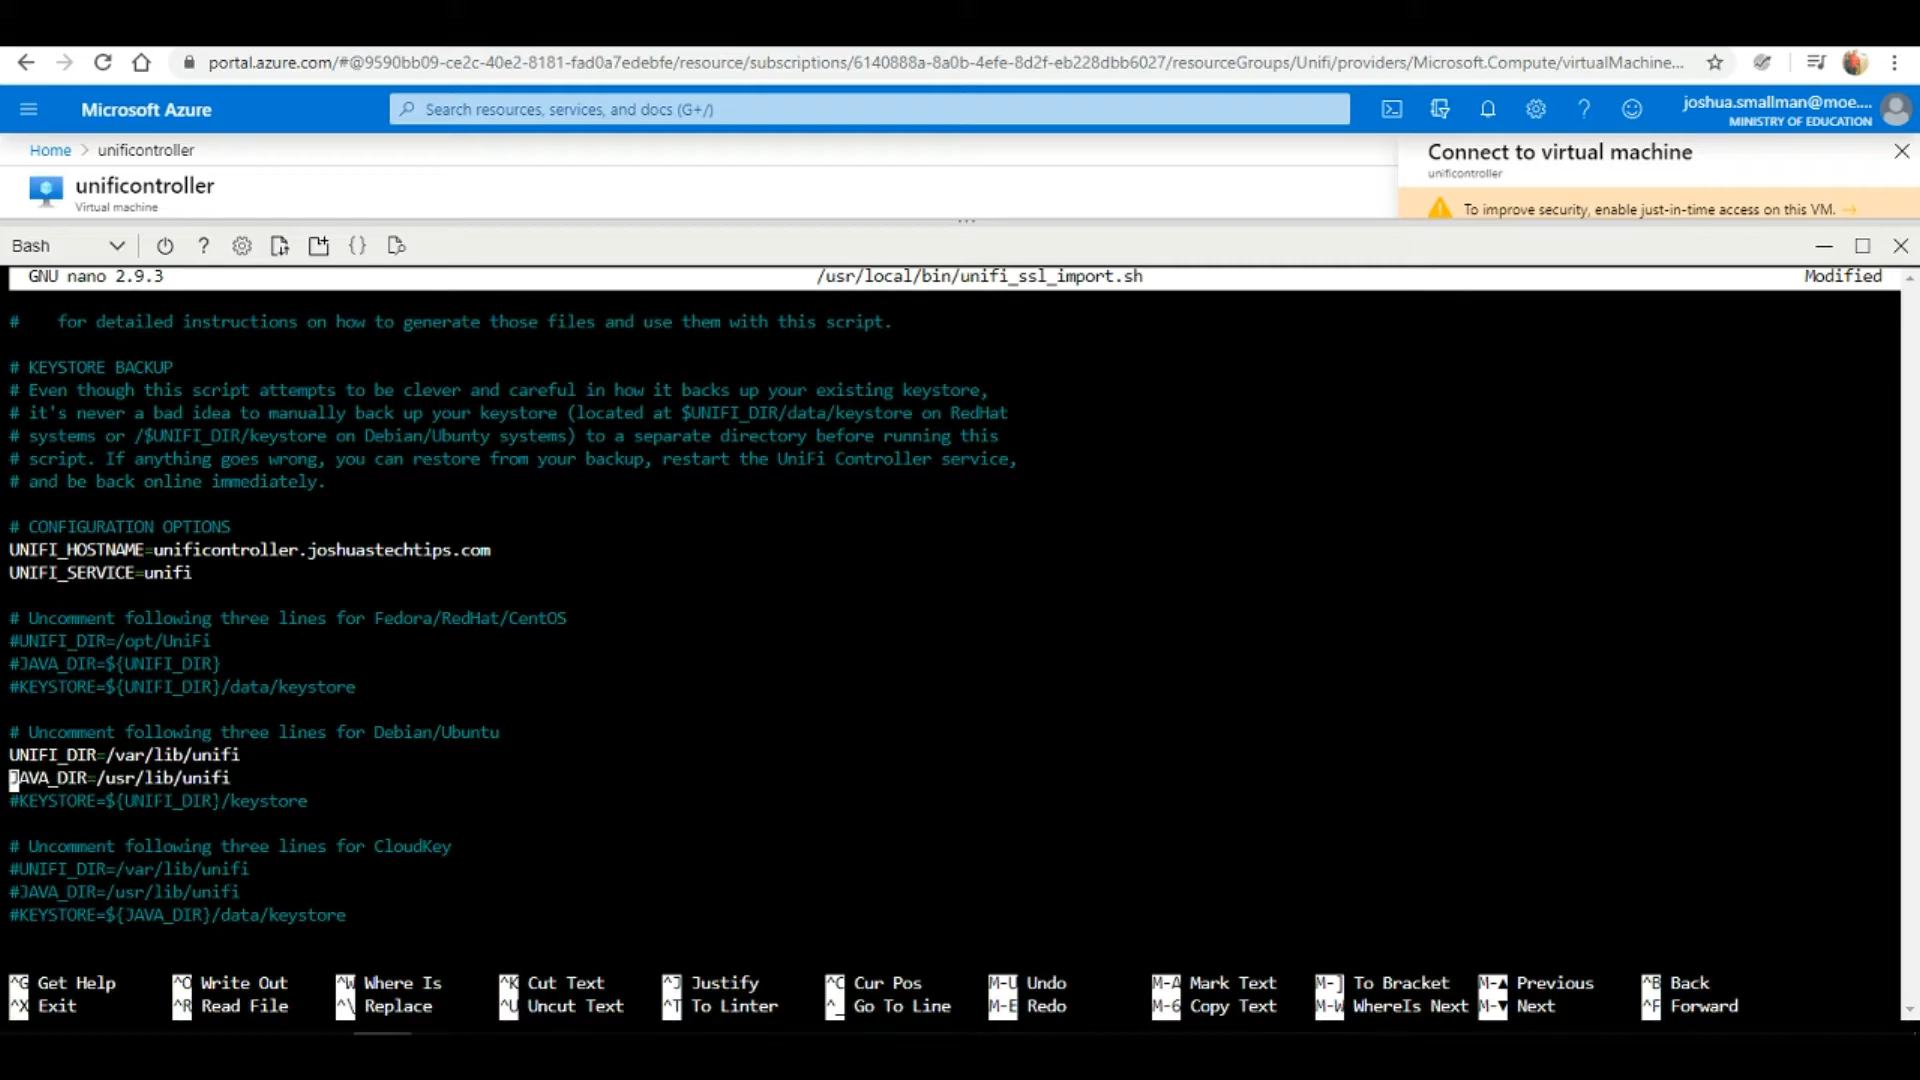 portal.azure.com/#@9590bb09-ce2c-40e2-8181-fad0a7edebfe/resource/subscriptions/6140888a-8a0b-4efe-8d2f-eb228dbb6027/resourceGroups/Unifi/providers/Microsoft.Compute/virtualMachine...
Microsoft Azure
Search resources, services, and docs (G+/)
joshua.smallman@moe....
MINISTRY OF EDUCATION
Home > unificontroller
unificontroller
Virtual machine
Connect to virtual machine
unificontroller
To improve security, enable just-in-time access on this VM. →
Bash
GNU nano 2.9.3 /usr/local/bin/unifi_ssl_import.sh Modified
# for detailed instructions on how to generate those files and use them with this script.
# KEYSTORE BACKUP
# Even though this script attempts to be clever and careful in how it backs up your existing keystore,
# it's never a bad idea to manually back up your keystore (located at $UNIFI_DIR/data/keystore on RedHat
# systems or /$UNIFI_DIR/keystore on Debian/Ubunty systems) to a separate directory before running this
# script. If anything goes wrong, you can restore from your backup, restart the UniFi Controller service,
# and be back online immediately.
# CONFIGURATION OPTIONS
UNIFI_HOSTNAME=unificontroller.joshuastechtips.com
UNIFI_SERVICE=unifi
# Uncomment following three lines for Fedora/RedHat/CentOS
#UNIFI_DIR=/opt/UniFi
#JAVA_DIR=${UNIFI_DIR}
#KEYSTORE=${UNIFI_DIR}/data/keystore
# Uncomment following three lines for Debian/Ubuntu
UNIFI_DIR=/var/lib/unifi
JAVA_DIR=/usr/lib/unifi
#KEYSTORE=${UNIFI_DIR}/keystore
# Uncomment following three lines for CloudKey
#UNIFI_DIR=/var/lib/unifi
#JAVA_DIR=/usr/lib/unifi
#KEYSTORE=${JAVA_DIR}/data/keystore
^G Get Help ^O Write Out ^W Where Is ^K Cut Text ^J Justify ^C Cur Pos M-U Undo M-A Mark Text M-] To Bracket M-▲ Previous ^B Back
^X Exit ^R Read File ^\ Replace ^U Uncut Text ^T To Linter ^_ Go To Line M-E Redo M-6 Copy Text M-W WhereIs Next M-▼ Next ^F Forward